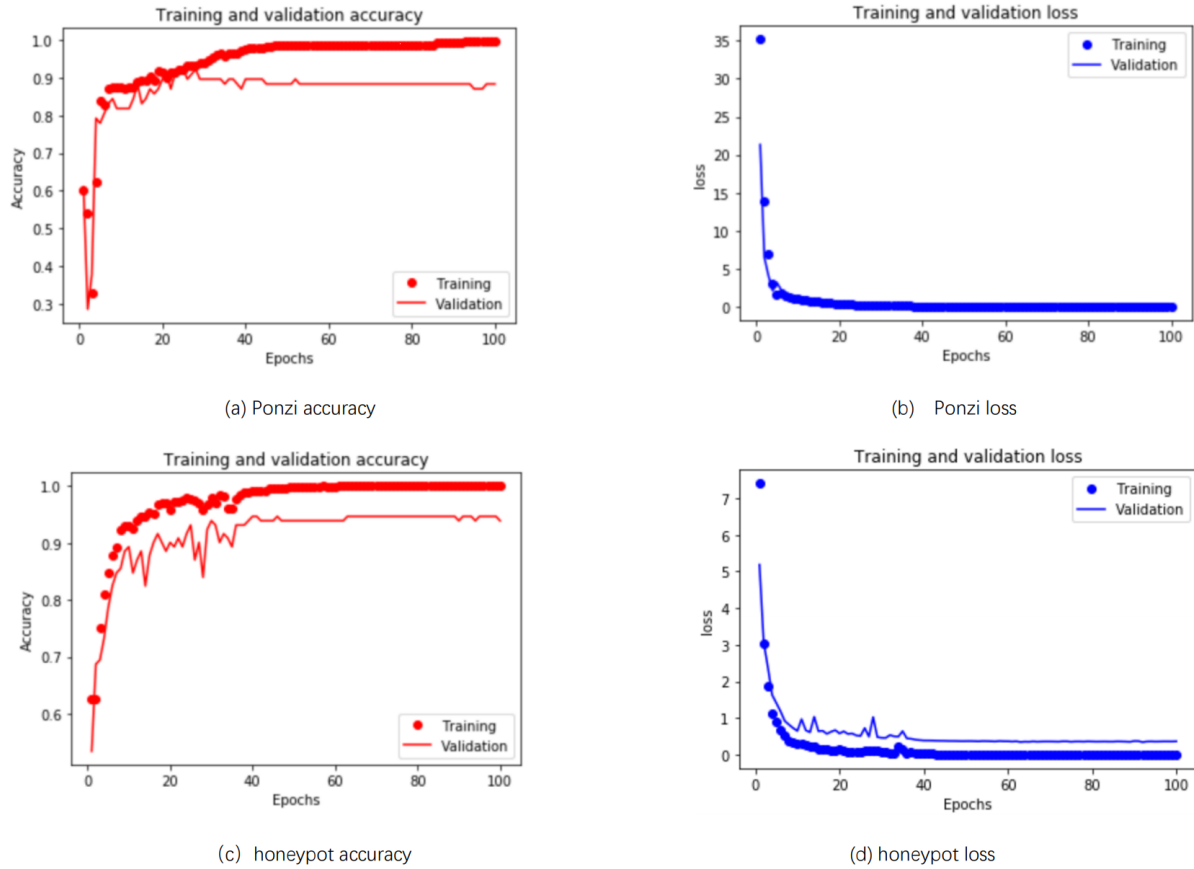 Training and validation accuracy
1.0
0.9
0.8
0.7
0.6
0.5
0.4
0.3
Accuracy
Training
Validation
0 20 40 60 80 100
Epochs
(a) Ponzi accuracy
Training and validation loss
35
30
25
20
15
10
5
0
loss
Training
Validation
0 20 40 60 80 100
Epochs
(b) Ponzi loss
Training and validation accuracy
1.0
0.9
0.8
0.7
0.6
Accuracy
Training
Validation
0 20 40 60 80 100
Epochs
(c) honeypot accuracy
Training and validation loss
7
6
5
4
3
2
1
0
loss
Training
Validation
0 20 40 60 80 100
Epochs
(d) honeypot loss